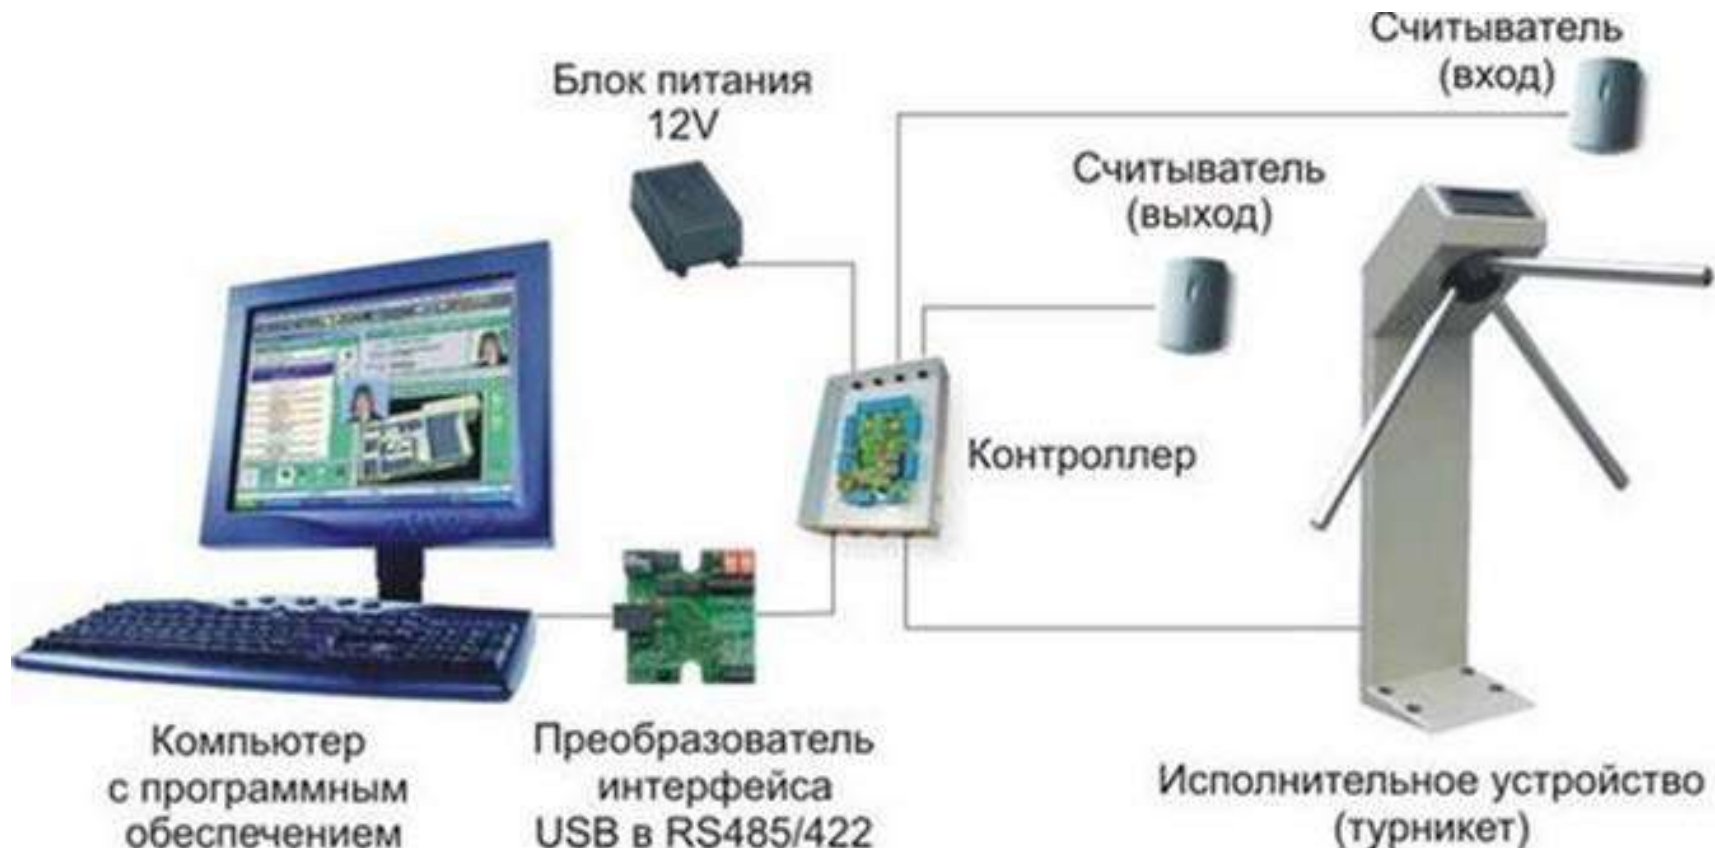 Считыватель
(вход)
Блок питания
12V
Считыватель
(выход)
Контроллер
Компьютер
с программным
обеспечением
Преобразователь
интерфейса
USB в RS485/422
Исполнительное устройство
(турникет)